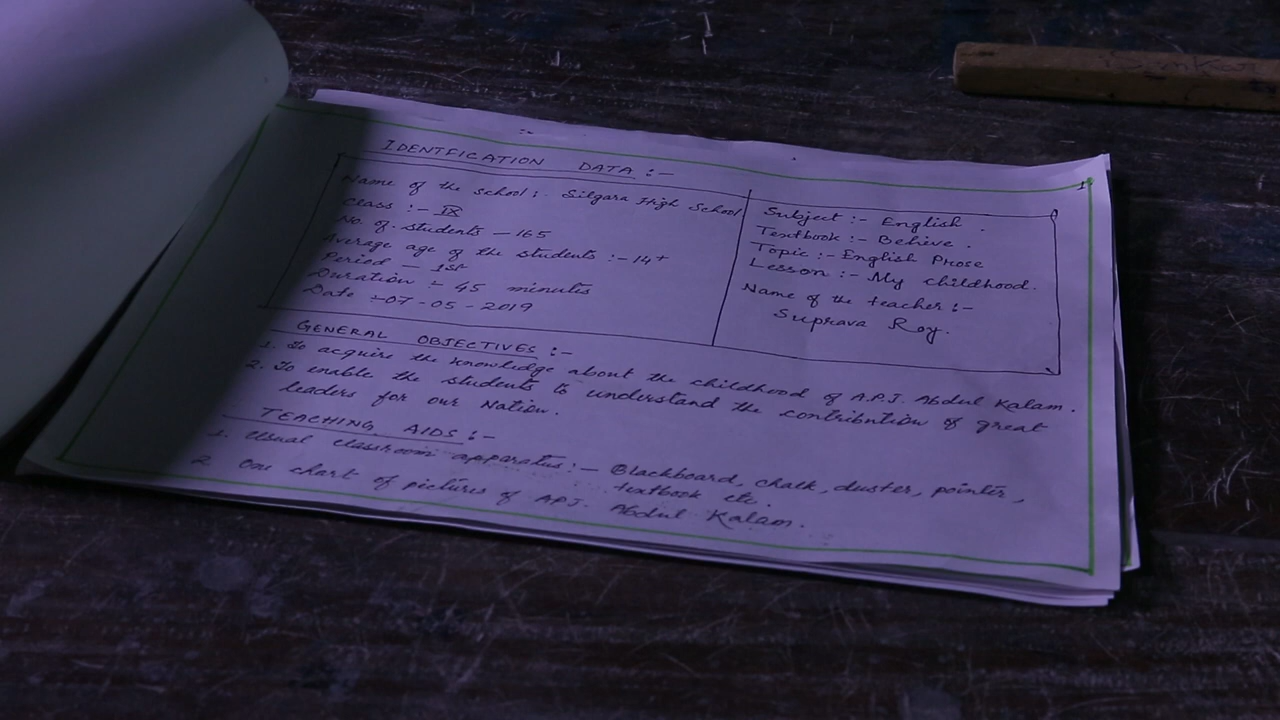 1
IDENTFICATION DATA :-
Name of the school :- Silgara High School
Class :- IX
No. of students - 165
Average age of the students :- 14+
Period - 1st
Duration :- 45 minutes
Date :- 07-05-2019
Subject :- English .
Textbook :- Behive .
Topic :- English Prose
Lesson :- My childhood.
Name of the teacher :-
Suprava Roy.
GENERAL OBJECTIVES :-
1. To acquire the knowledge about the childhood of A.P.J. Abdul Kalam .
2. To enable the students to understand the contribution of great
leaders for our Nation.
TEACHING AIDS :-
1. Usual classroom apparatus :- Blackboard, chalk, duster, pointer,
textbook etc.
2 One chart of pictures of APJ. Abdul Kalam.